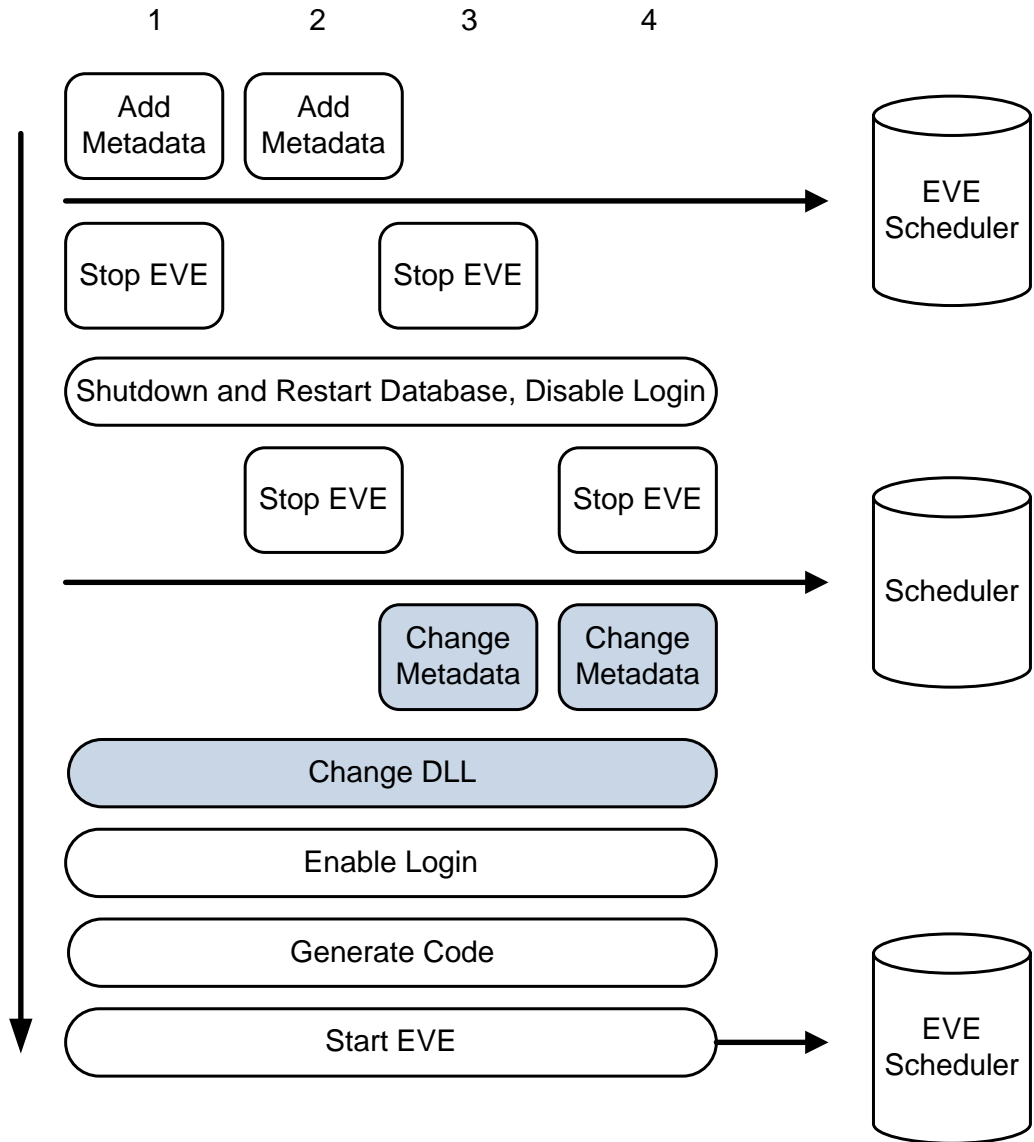 1 2 3 4
Add
Metadata
Add
Metadata
EVE
Scheduler
Stop EVE
Stop EVE
Shutdown and Restart Database, Disable Login
Stop EVE
Stop EVE
Scheduler
Change
Metadata
Change
Metadata
Change DLL
Enable Login
Generate Code
Start EVE
EVE
Scheduler